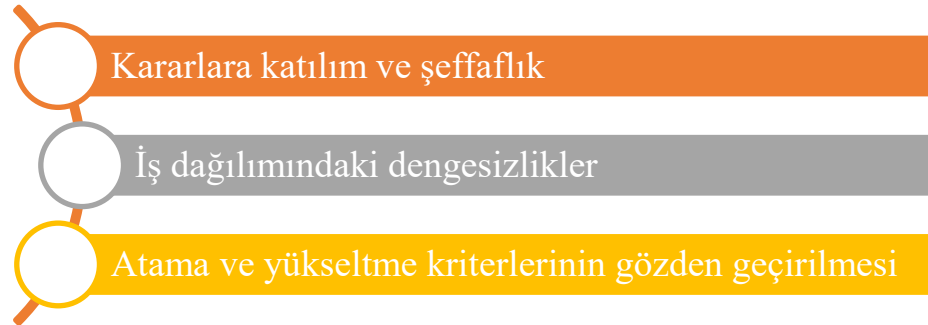 Kararlara katılım ve şeffaflık
İş dağılımındaki dengesizlikler
Atama ve yükseltme kriterlerinin gözden geçirilmesi